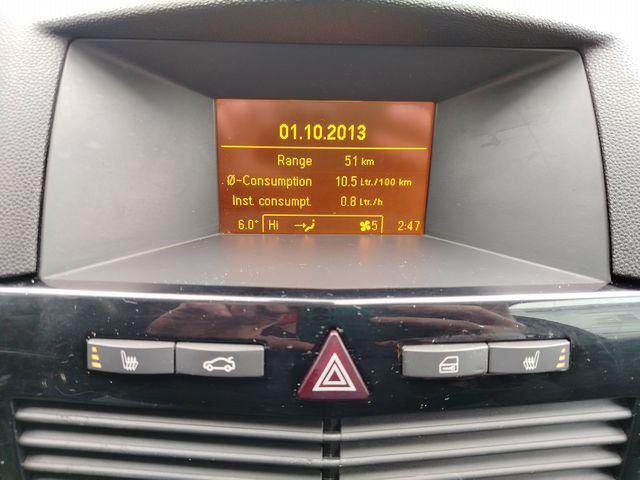 01.10.2013
Range 51 km
Ø-Consumption 10.5 Ltr./100 km
Inst. consumpt. 0.8 Ltr./h
6.0° Hi 5 2:47